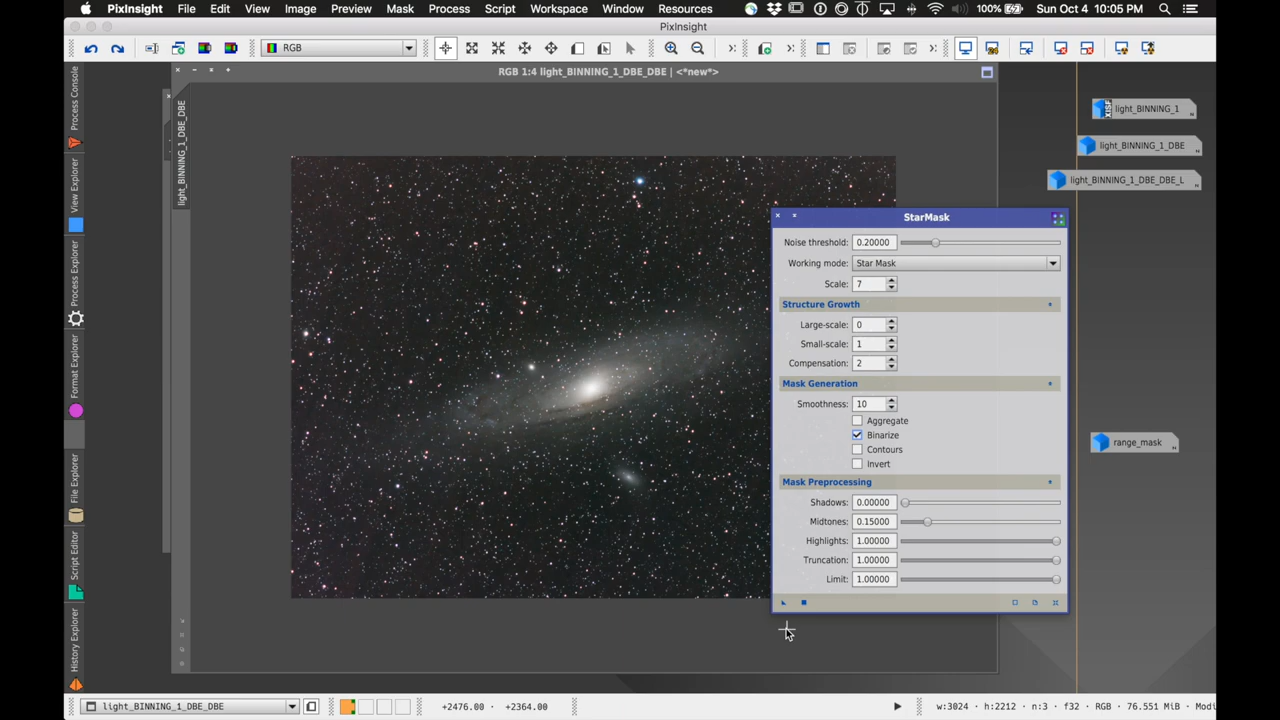 PixInsight File Edit View Image Preview Mask Process Script Workspace Window Resources 100% Sun Oct 4 10:05 PM
PixInsight
RGB
RGB 1:4 light_BINNING_1_DBE_DBE | <*new*>
Process Console
View Explorer
Process Explorer
Format Explorer
File Explorer
Script Editor
History Explorer
light_BINNING_1_DBE_DBE
light_BINNING_1
N
light_BINNING_1_DBE
N
light_BINNING_1_DBE_DBE_L
N
range_mask
N
StarMask
Noise threshold: 0.20000
Working mode: Star Mask
Scale: 7
Structure Growth
Large-scale: 0
Small-scale: 1
Compensation: 2
Mask Generation
Smoothness: 10
Aggregate
Binarize
Contours
Invert
Mask Preprocessing
Shadows: 0.00000
Midtones: 0.15000
Highlights: 1.00000
Truncation: 1.00000
Limit: 1.00000
light_BINNING_1_DBE_DBE +2476.00 +2364.00 w:3024 | h:2212 | n:3 | f32 | RGB | 76.551 MiB | Modi